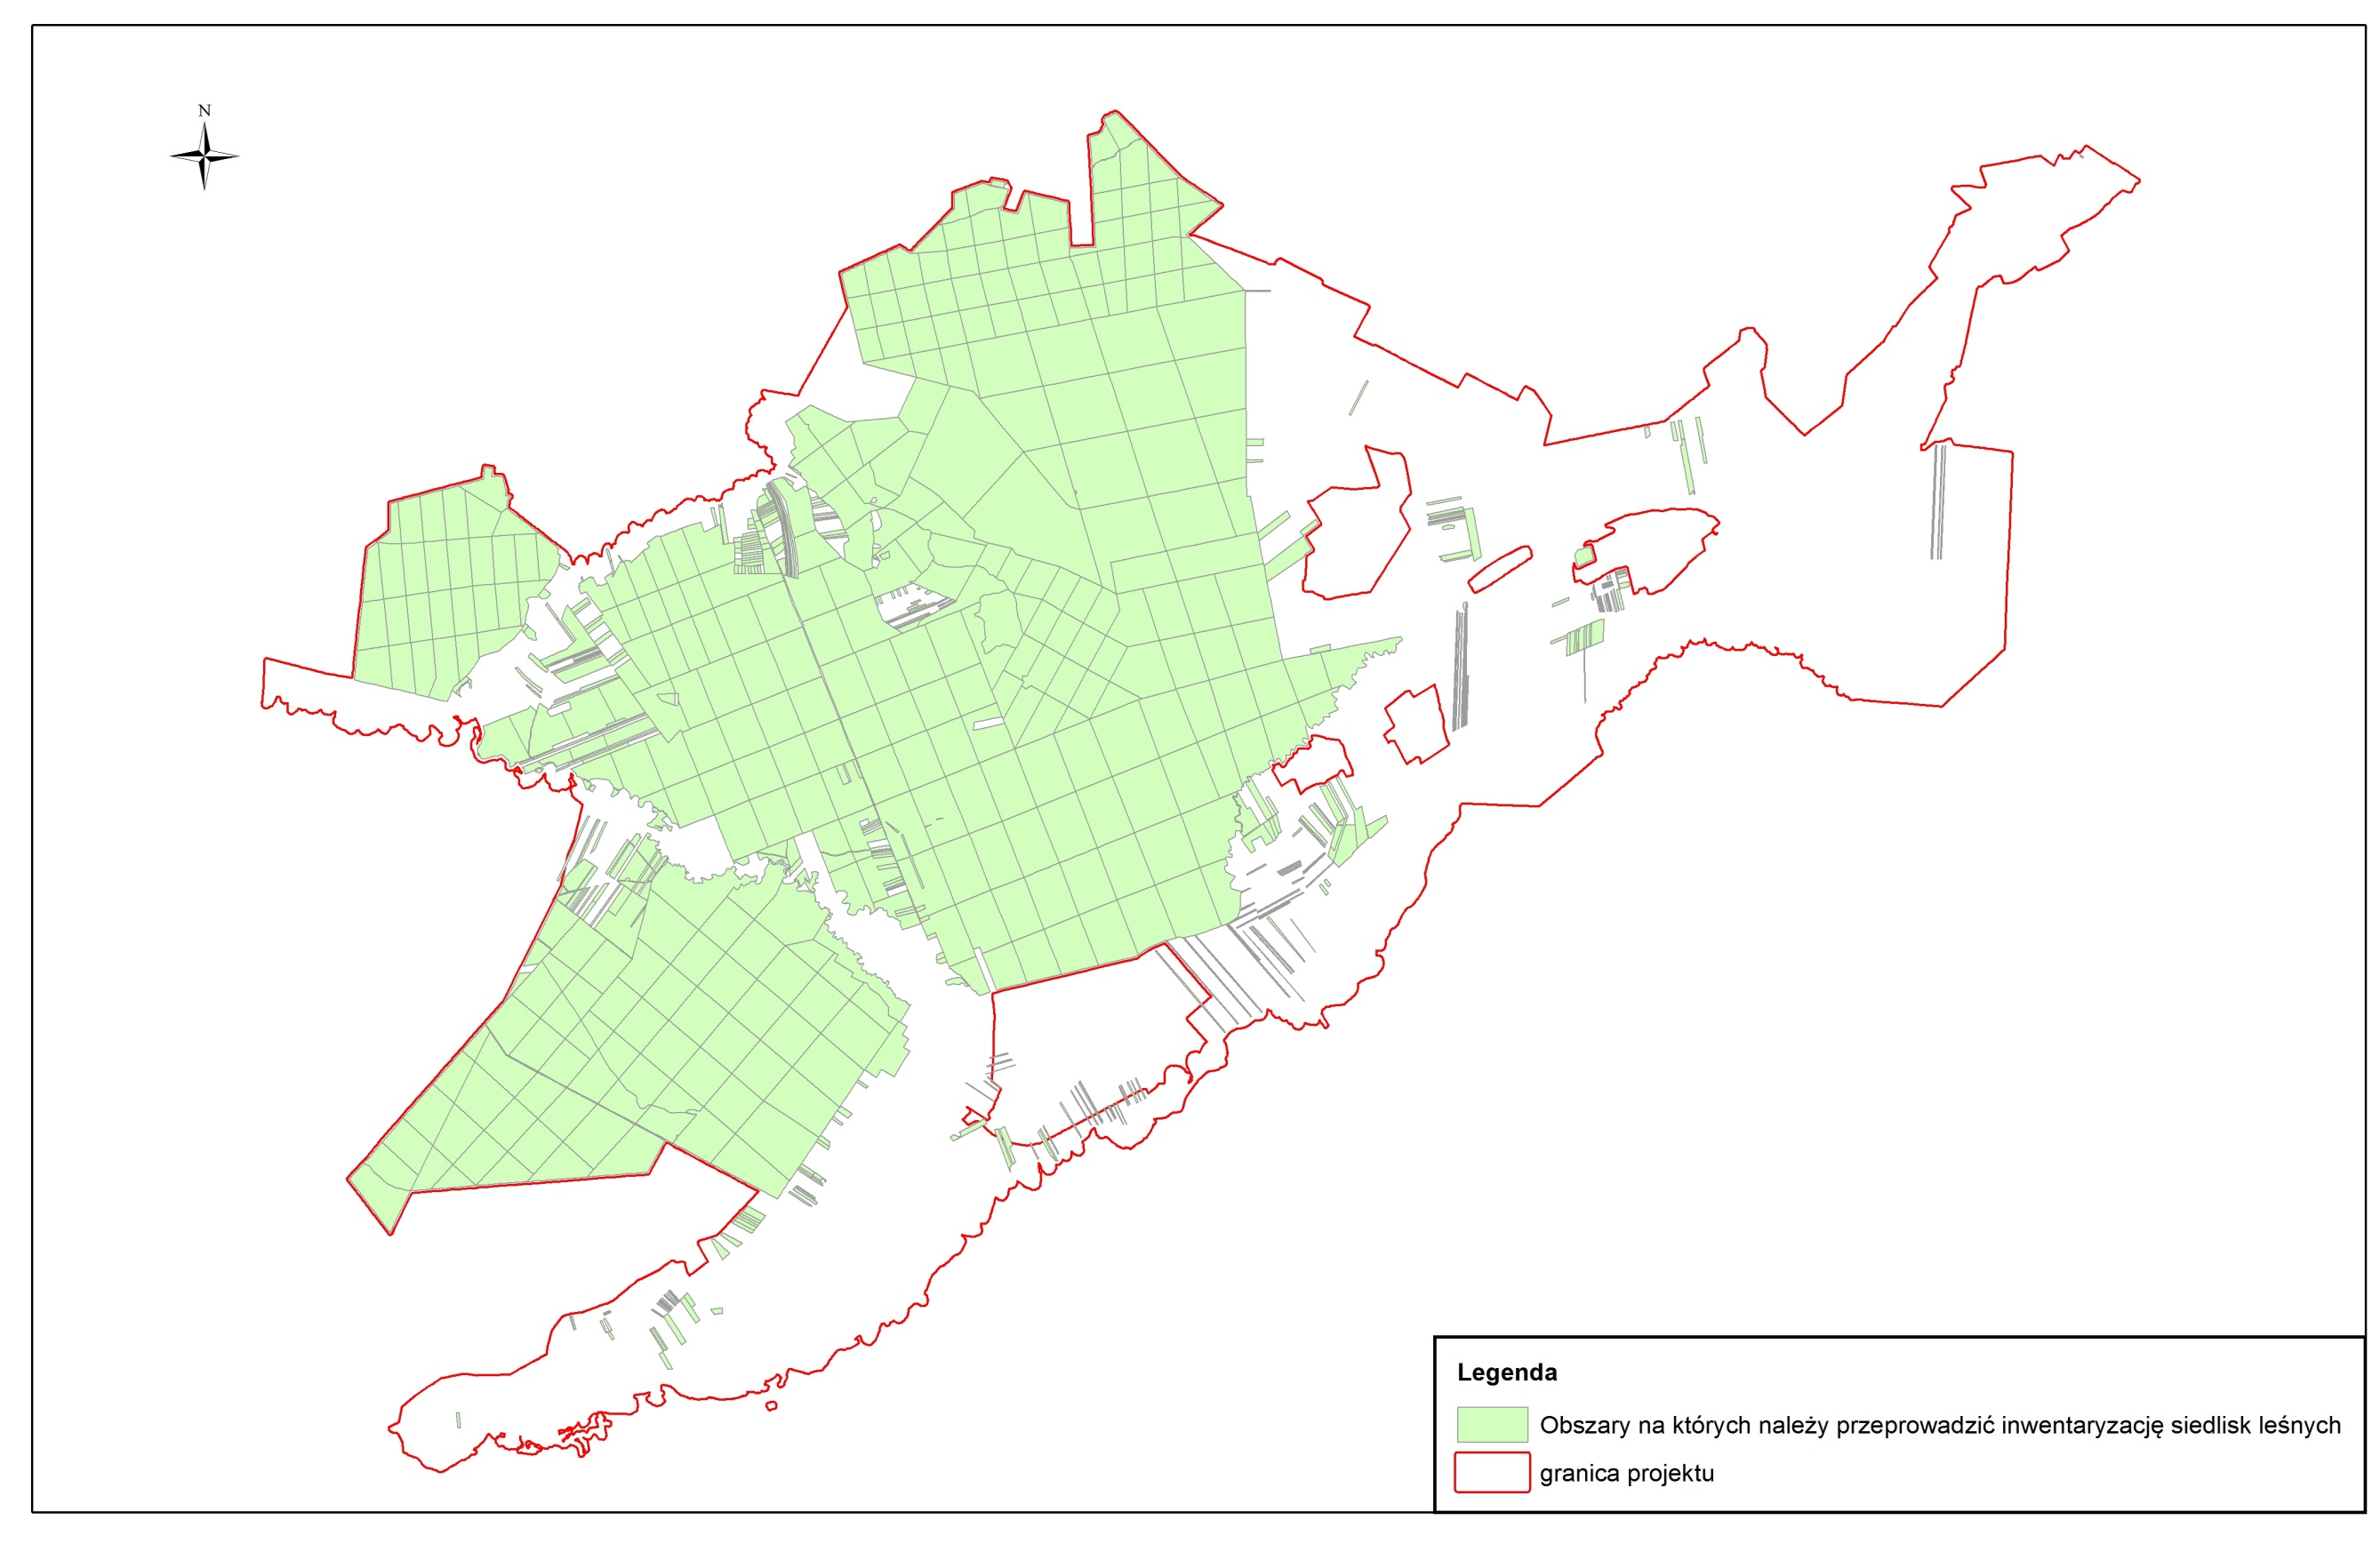 N
Legenda
Obszary na których należy przeprowadzić inwentaryzację siedlisk leśnych
granica projektu